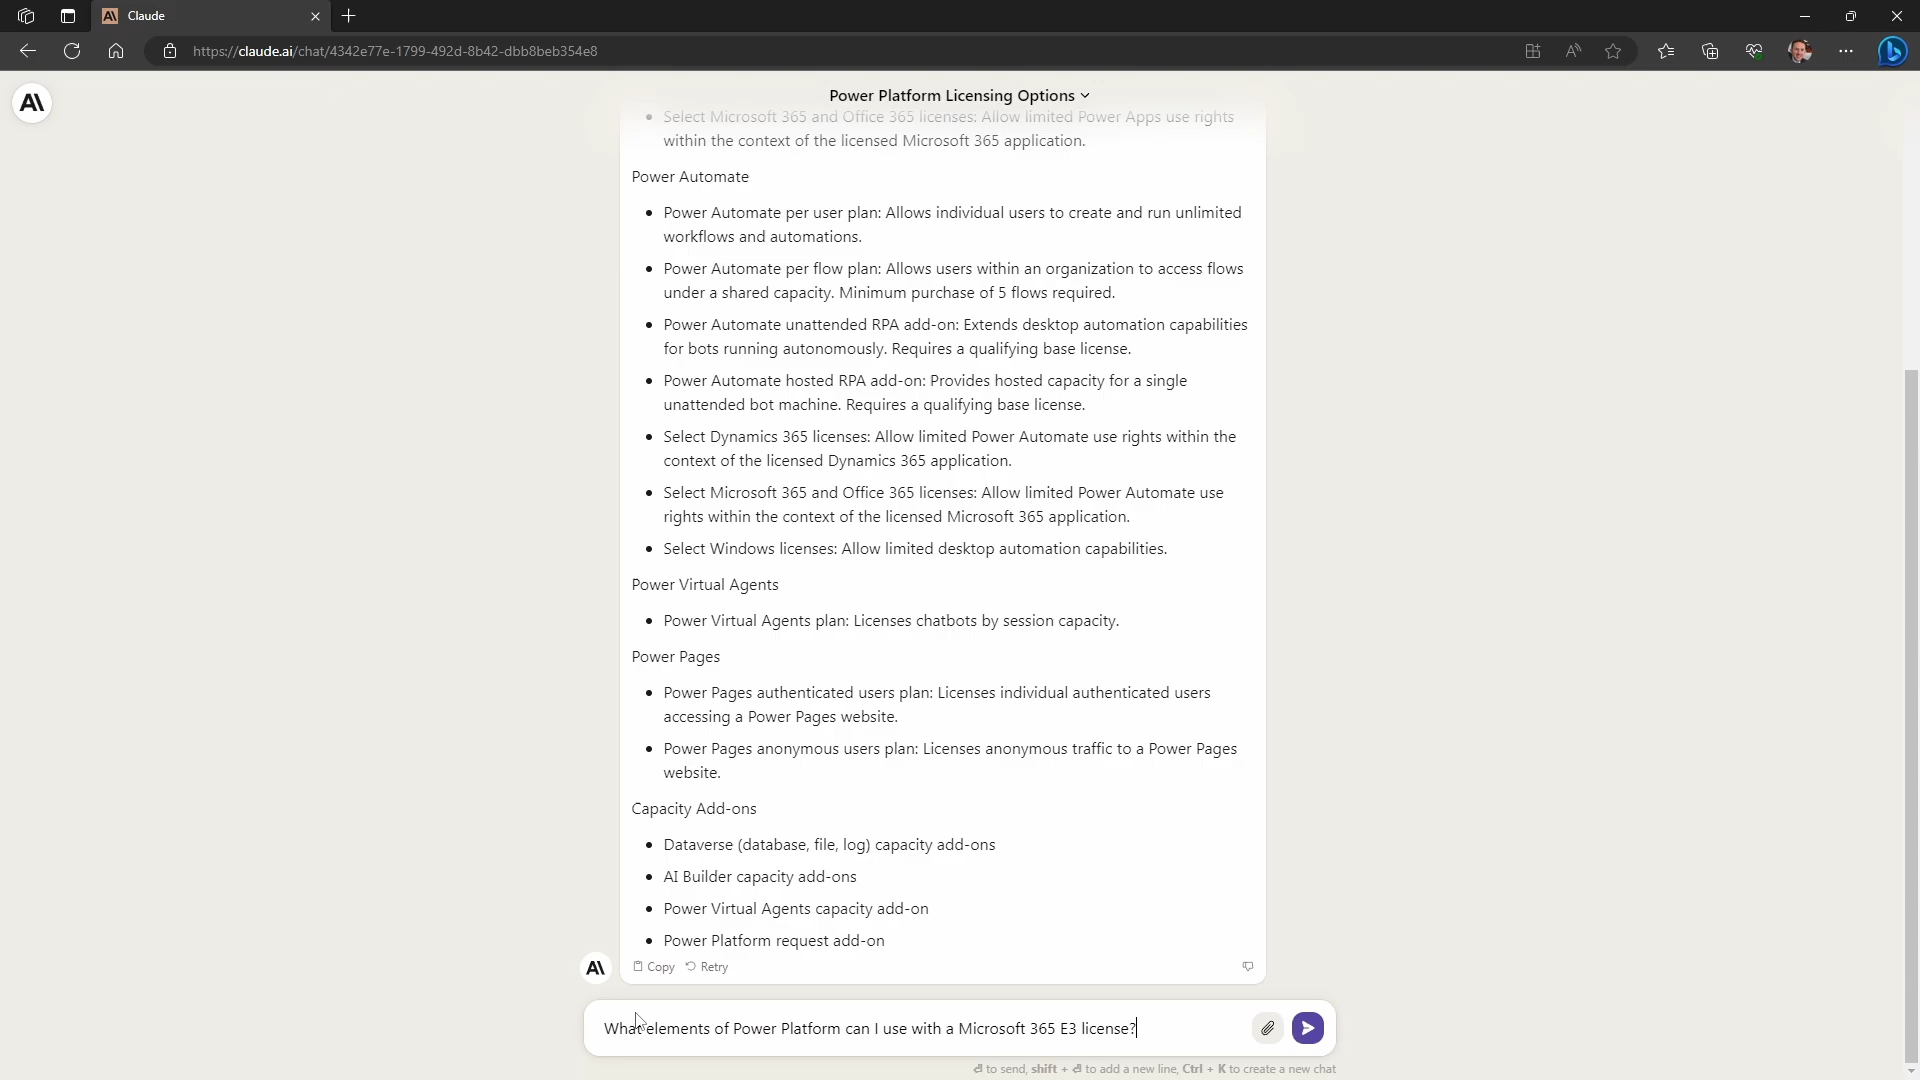 Claude
https://claude.ai/chat/4342e77e-1799-492d-8b42-dbb8beb354e8
Power Platform Licensing Options
• Select Microsoft 365 and Office 365 licenses: Allow limited Power Apps use rights
within the context of the licensed Microsoft 365 application.
Power Automate
• Power Automate per user plan: Allows individual users to create and run unlimited
workflows and automations.
• Power Automate per flow plan: Allows users within an organization to access flows
under a shared capacity. Minimum purchase of 5 flows required.
• Power Automate unattended RPA add-on: Extends desktop automation capabilities
for bots running autonomously. Requires a qualifying base license.
• Power Automate hosted RPA add-on: Provides hosted capacity for a single
unattended bot machine. Requires a qualifying base license.
• Select Dynamics 365 licenses: Allow limited Power Automate use rights within the
context of the licensed Dynamics 365 application.
• Select Microsoft 365 and Office 365 licenses: Allow limited Power Automate use
rights within the context of the licensed Microsoft 365 application.
• Select Windows licenses: Allow limited desktop automation capabilities.
Power Virtual Agents
• Power Virtual Agents plan: Licenses chatbots by session capacity.
Power Pages
• Power Pages authenticated users plan: Licenses individual authenticated users
accessing a Power Pages website.
• Power Pages anonymous users plan: Licenses anonymous traffic to a Power Pages
website.
Capacity Add-ons
• Dataverse (database, file, log) capacity add-ons
• AI Builder capacity add-ons
• Power Virtual Agents capacity add-on
• Power Platform request add-on
Copy Retry
What elements of Power Platform can I use with a Microsoft 365 E3 license?
⏎ to send, shift + ⏎ to add a new line, Ctrl + K to create a new chat